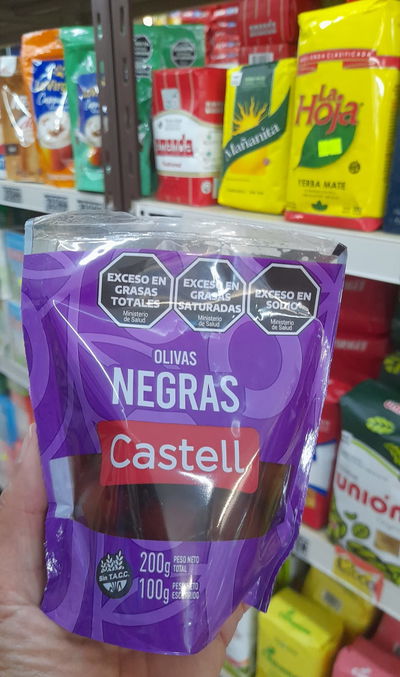 La
Hoja
YERBA MATE
Mañanita
AMANDA
EXCESO EN
GRASAS
TOTALES
Ministerio
de Salud
EXCESO EN
GRASAS
SATURADAS
Ministerio
de Salud
EXCESO EN
SODIO
Ministerio
de Salud
OLIVAS
NEGRAS
Castell
Sin T.A.C.C.
200g PESO NETO
TOTAL
100g PESO NETO
ESCURRIDO
unión